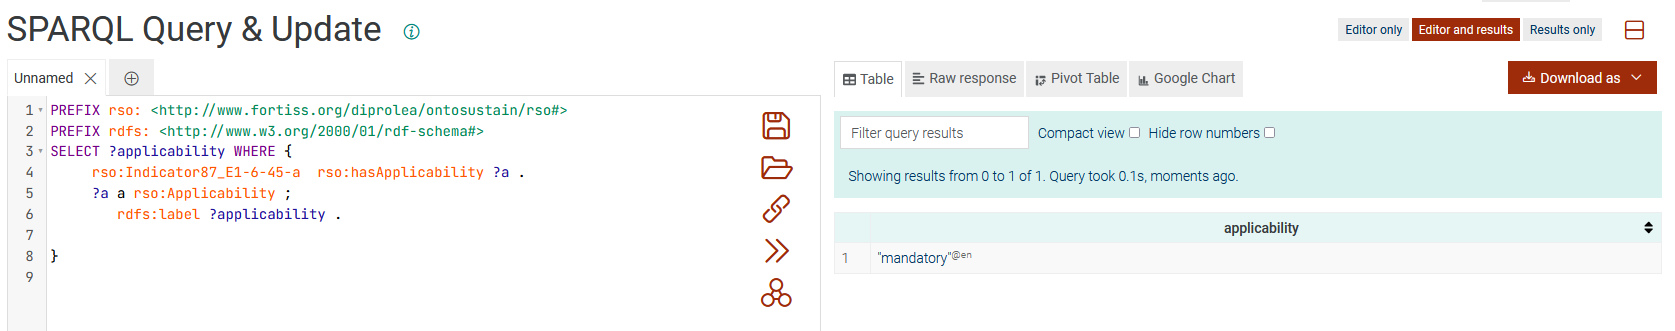 SPARQL Query & Update
Editor only
Editor and results
Results only
Unnamed
1 PREFIX rso: <http://www.fortiss.org/diprolea/ontosustain/rso#>
2 PREFIX rdfs: <http://www.w3.org/2000/01/rdf-schema#>
3 SELECT ?applicability WHERE {
4 rso:Indicator87_E1-6-45-a rso:hasApplicability ?a .
5 ?a a rso:Applicability ;
6 rdfs:label ?applicability .
7
8 }
9
Table
Raw response
Pivot Table
Google Chart
Download as
Filter query results
Compact view
Hide row numbers
Showing results from 0 to 1 of 1. Query took 0.1s, moments ago.
applicability
1 "mandatory"@en